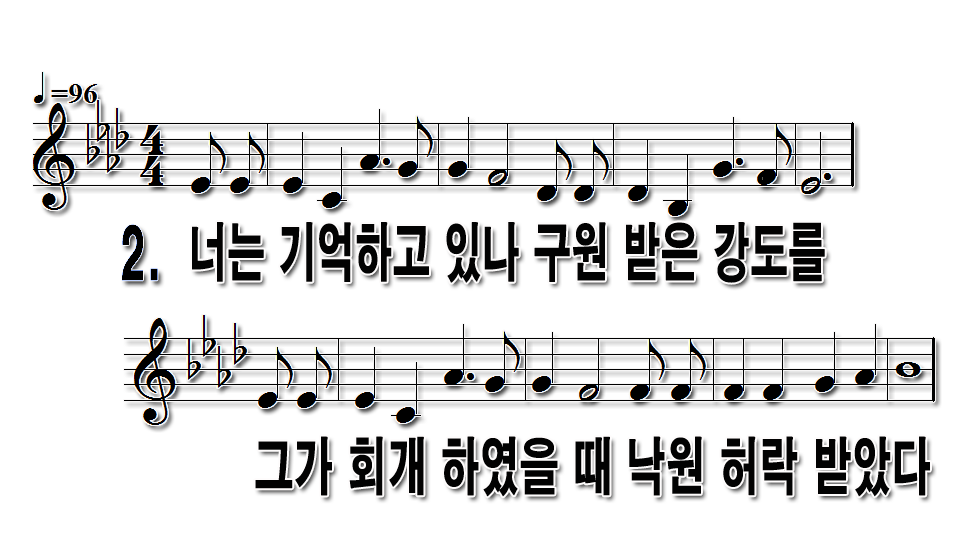 ♩=96
2. 너는 기억하고 있나 구원 받은 강도를
그가 회개 하였을 때 낙원 허락 받았다